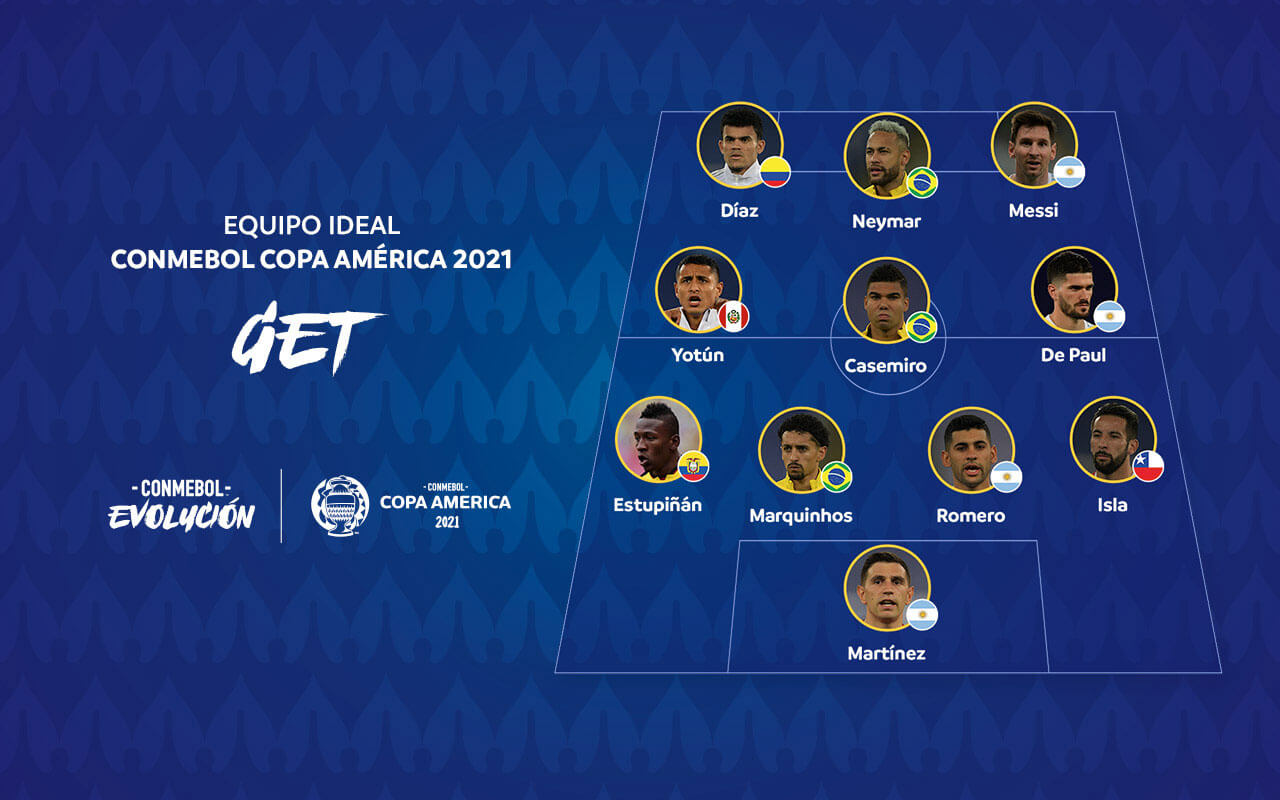 EQUIPO IDEAL
CONMEBOL COPA AMÉRICA 2021
GET
- CONMEBOL -
EVOLUCIÓN
- CONMEBOL -
COPA AMERICA
2021
Díaz
Neymar
Messi
Yotún
Casemiro
De Paul
Estupiñán
Marquinhos
Romero
Isla
Martínez